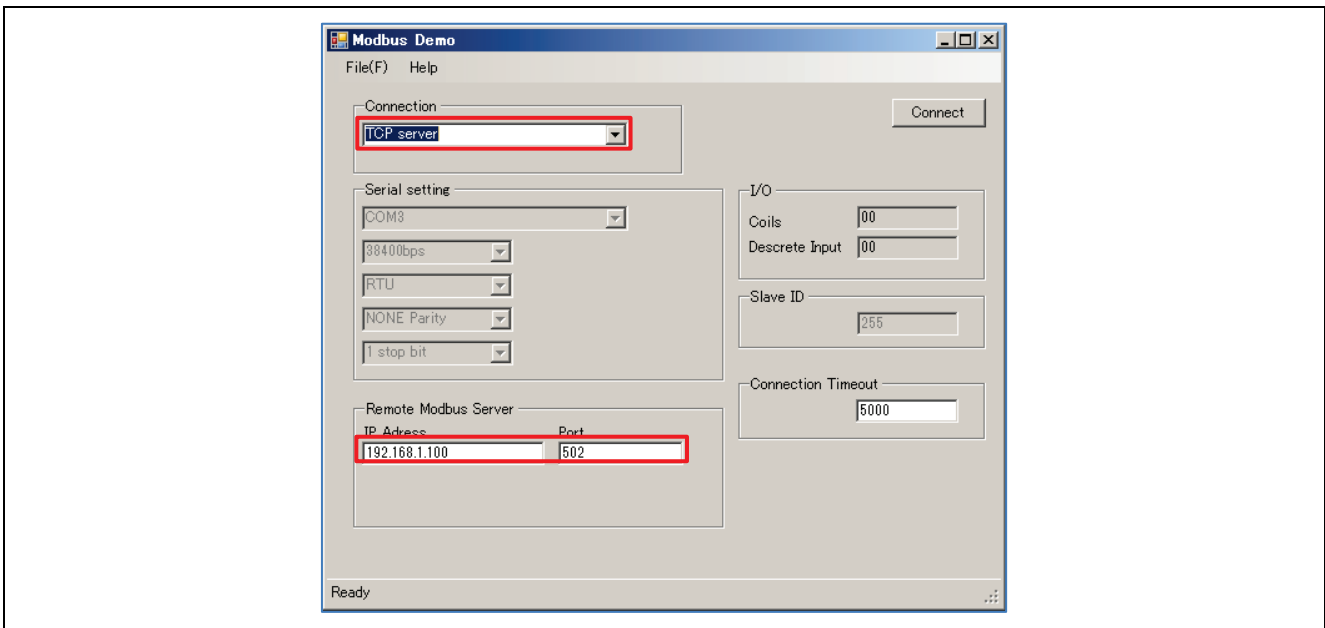 Modbus Demo
File(F) Help
Connection
TCP server
Connect
Serial setting
COM3
38400bps
RTU
NONE Parity
1 stop bit
I/O
Coils 00
Descrete Input 00
Slave ID
255
Connection Timeout
5000
Remote Modbus Server
IP Adress Port
192.168.1.100 502
Ready